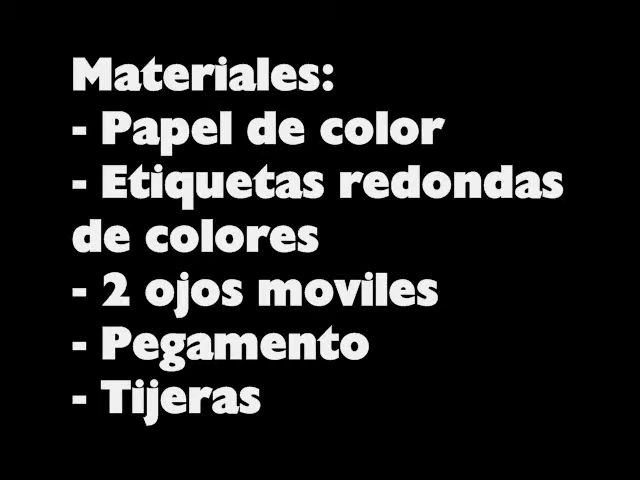 Materiales:
- Papel de color
- Etiquetas redondas
de colores
- 2 ojos moviles
- Pegamento
- Tijeras